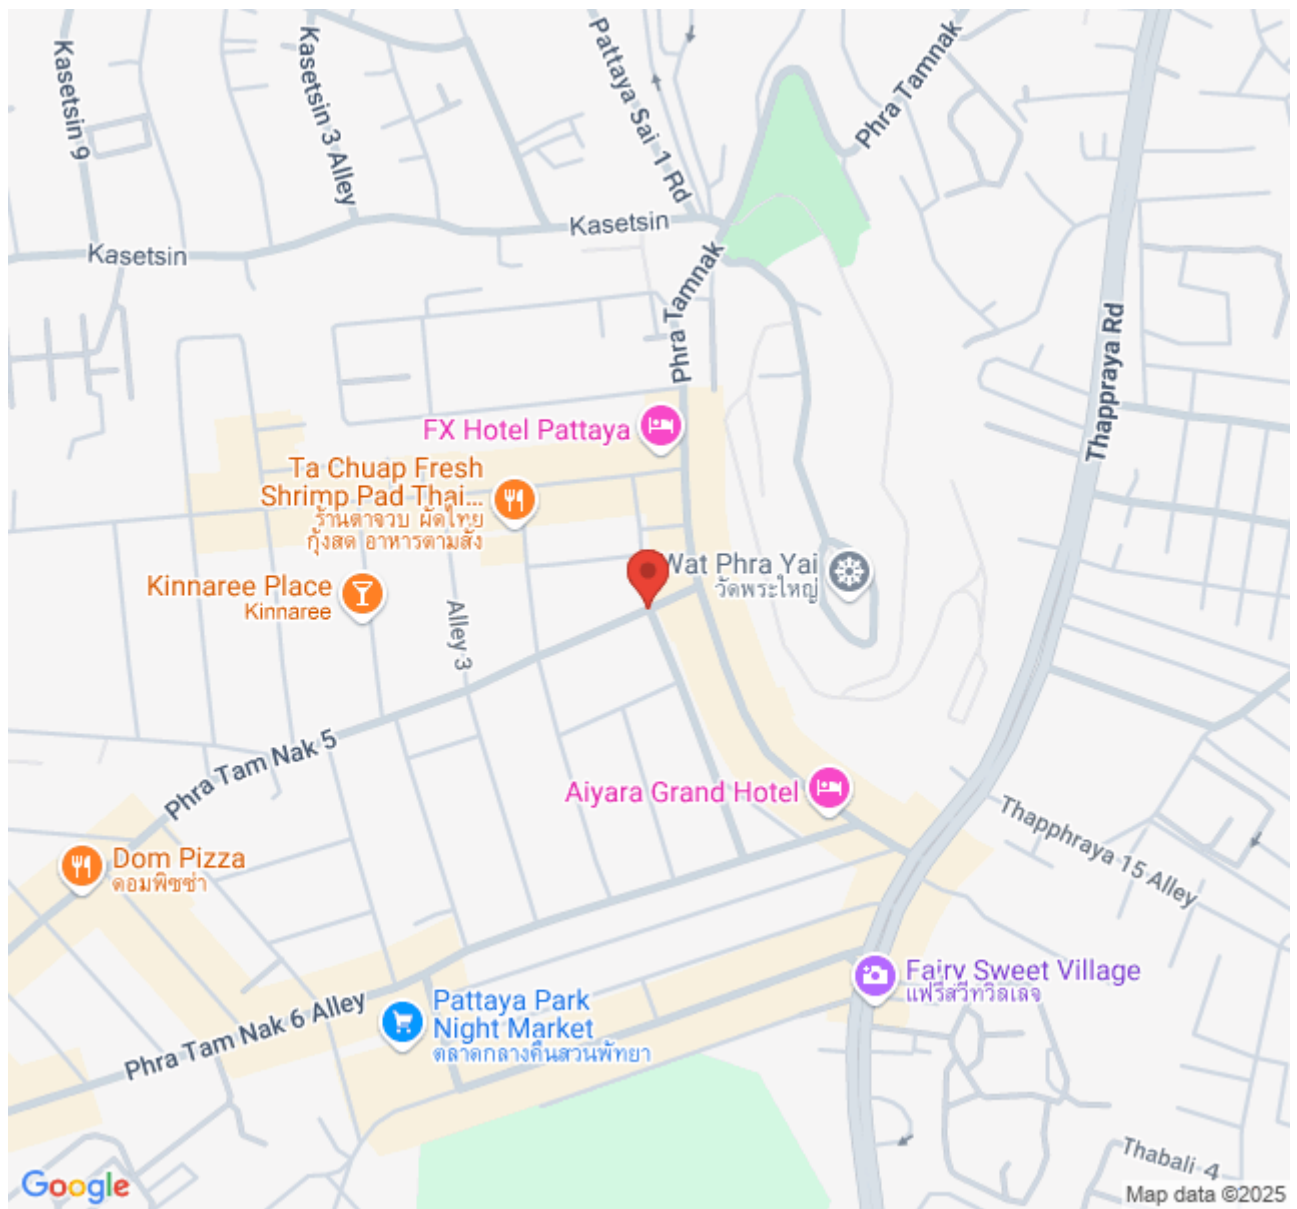 Kasetsin 9
Kasetsin 3 Alley
Pattaya Sai 1 Rd
Phra Tamnak
Kasetsin
Kasetsin
Phra Tamnak
Thappraya Rd
FX Hotel Pattaya
Ta Chuap Fresh
Shrimp Pad Thai...
ร้านตาจวบ ผัดไทย
กุ้งสด อาหารตามสั่ง
Wat Phra Yai
วัดพระใหญ่
Kinnaree Place
Kinnaree
Alley 3
Phra Tam Nak 5
Aiyara Grand Hotel
Thapphraya 15 Alley
Dom Pizza
ดอมพิซซ่า
Fairy Sweet Village
แฟรี่สวีทวิลเลจ
Pattaya Park
Night Market
ตลาดกลางคืนสวนพัทยา
Phra Tam Nak 6 Alley
Thabali 4
Google
Map data ©2025